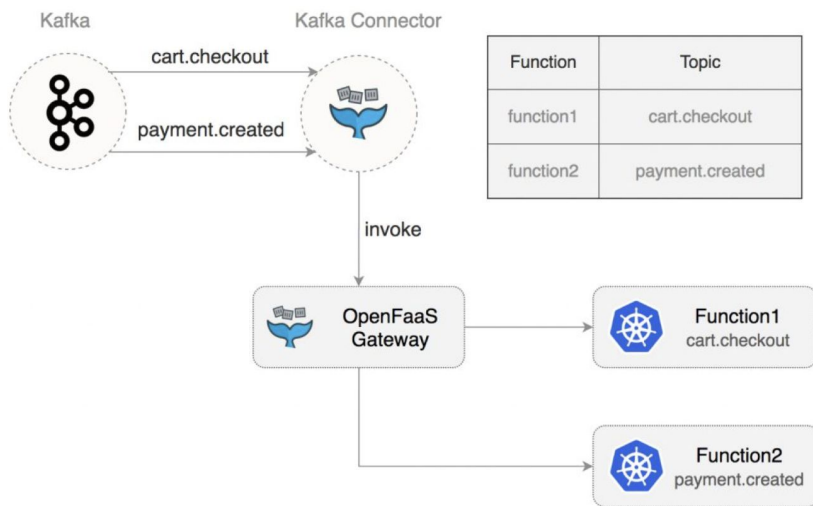 Kafka
Kafka Connector
cart.checkout
payment.created
Function Topic
function1 cart.checkout
function2 payment.created
invoke
OpenFaaS
Gateway
Function1
cart.checkout
Function2
payment.created